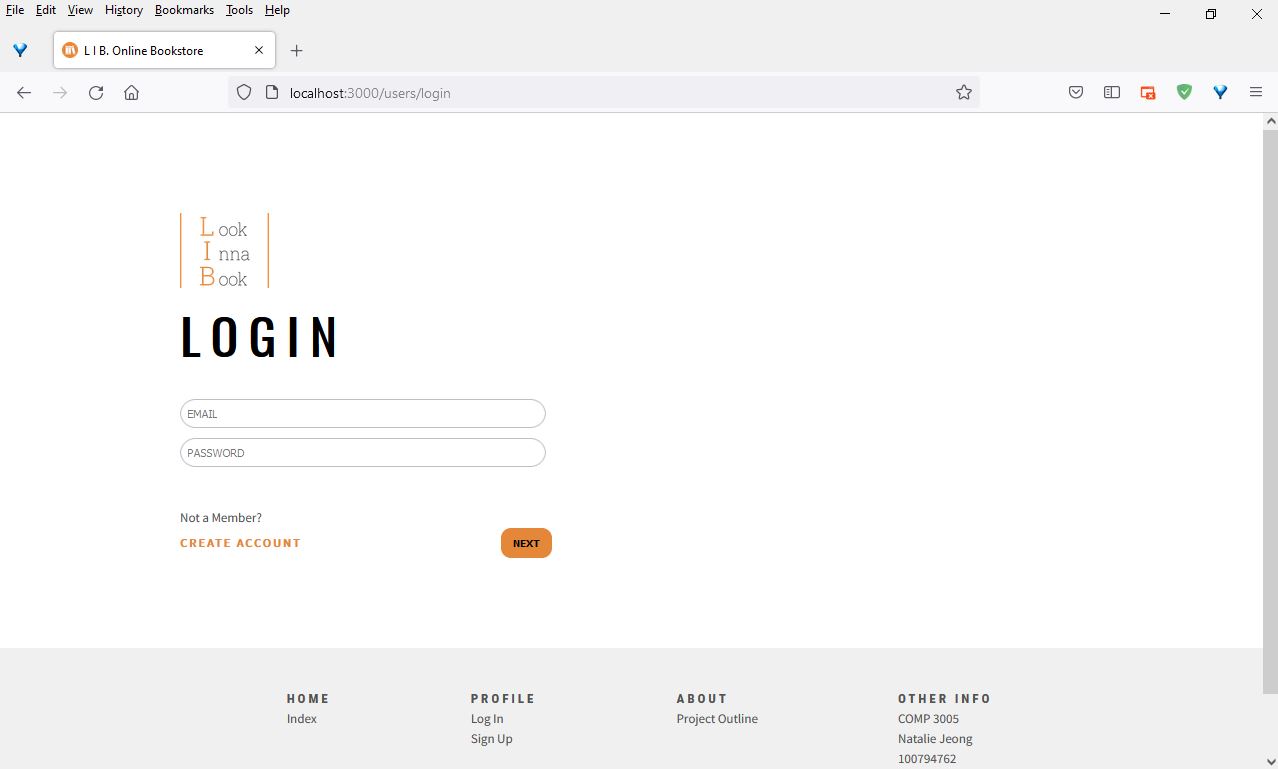 File Edit View History Bookmarks Tools Help
L I B. Online Bookstore
localhost:3000/users/login
Look
Inna
Book
LOGIN
EMAIL
PASSWORD
Not a Member?
CREATE ACCOUNT
NEXT
HOME PROFILE ABOUT OTHER INFO
Index Log In Project Outline COMP 3005
Sign Up Natalie Jeong
100794762